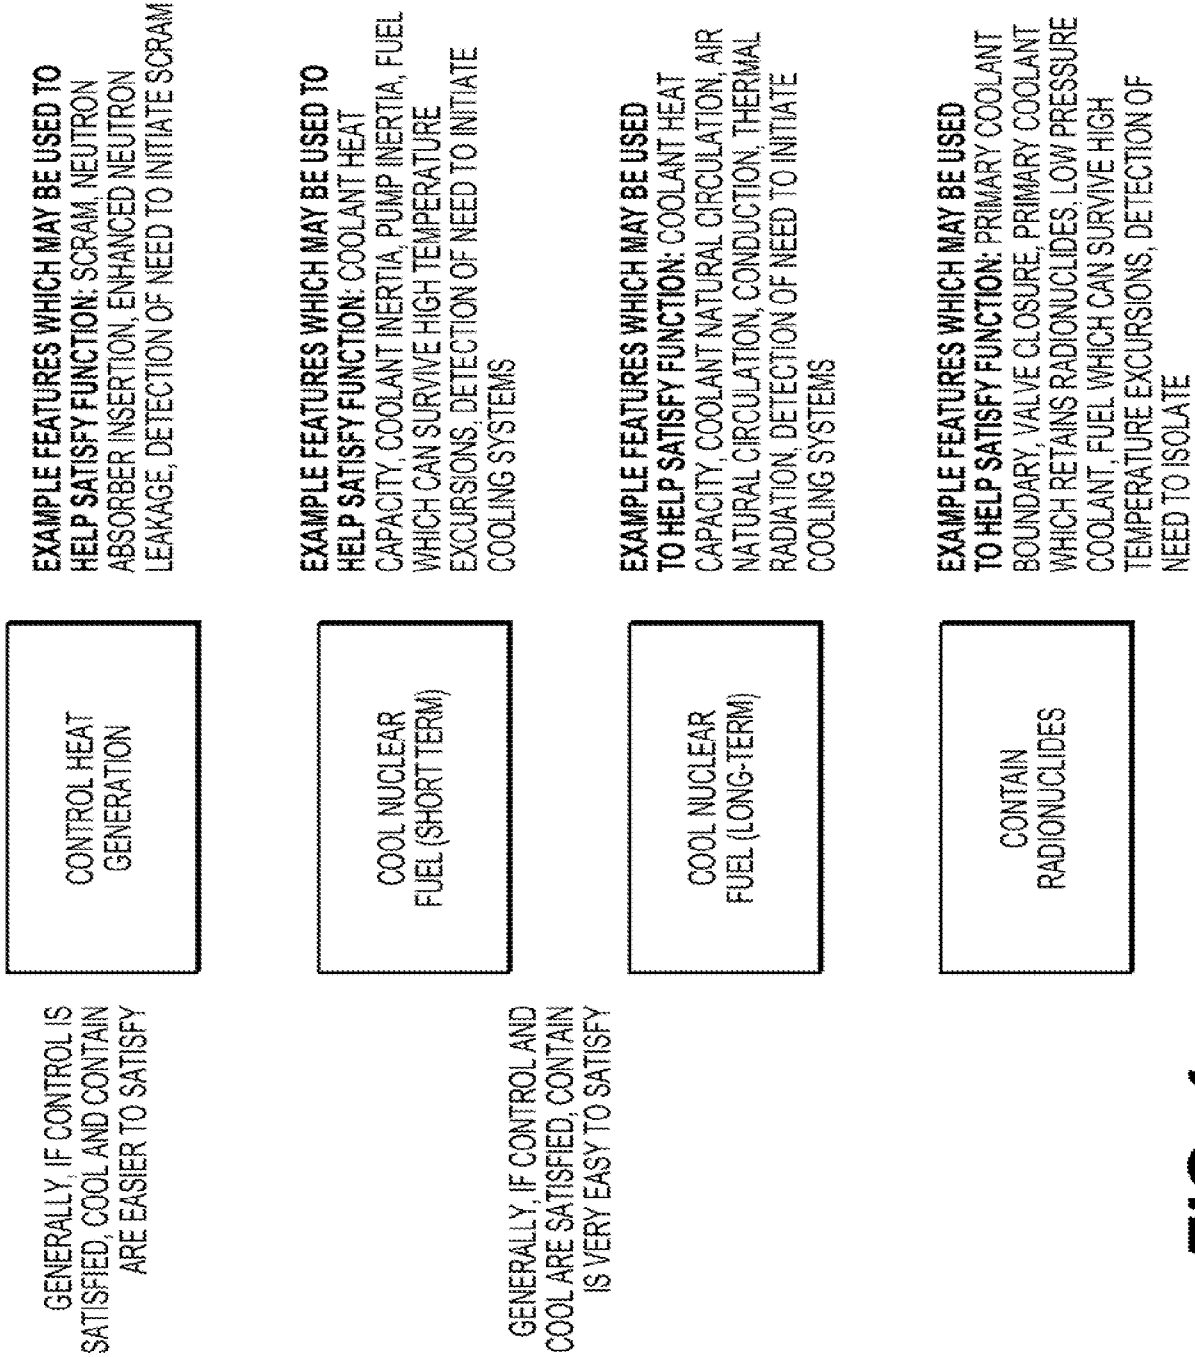 GENERALLY, IF CONTROL IS
SATISFIED, COOL AND CONTAIN
ARE EASIER TO SATISFY
CONTROL HEAT
GENERATION
EXAMPLE FEATURES WHICH MAY BE USED TO
HELP SATISFY FUNCTION: SCRAM, NEUTRON
ABSORBER INSERTION, ENHANCED NEUTRON
LEAKAGE, DETECTION OF NEED TO INITIATE SCRAM
COOL NUCLEAR
FUEL (SHORT TERM)
EXAMPLE FEATURES WHICH MAY BE USED TO
HELP SATISFY FUNCTION: COOLANT HEAT
CAPACITY, COOLANT INERTIA, PUMP INERTIA, FUEL
WHICH CAN SURVIVE HIGH TEMPERATURE
EXCURSIONS, DETECTION OF NEED TO INITIATE
COOLING SYSTEMS
GENERALLY, IF CONTROL AND
COOL ARE SATISFIED, CONTAIN
IS VERY EASY TO SATISFY
COOL NUCLEAR
FUEL (LONG-TERM)
EXAMPLE FEATURES WHICH MAY BE USED
TO HELP SATISFY FUNCTION: COOLANT HEAT
CAPACITY, COOLANT NATURAL CIRCULATION, AIR
NATURAL CIRCULATION, CONDUCTION, THERMAL
RADIATION, DETECTION OF NEED TO INITIATE
COOLING SYSTEMS
CONTAIN
RADIONUCLIDES
EXAMPLE FEATURES WHICH MAY BE USED
TO HELP SATISFY FUNCTION: PRIMARY COOLANT
BOUNDARY, VALVE CLOSURE, PRIMARY COOLANT
WHICH RETAINS RADIONUCLIDES, LOW PRESSURE
COOLANT, FUEL WHICH CAN SURVIVE HIGH
TEMPERATURE EXCURSIONS, DETECTION OF
NEED TO ISOLATE